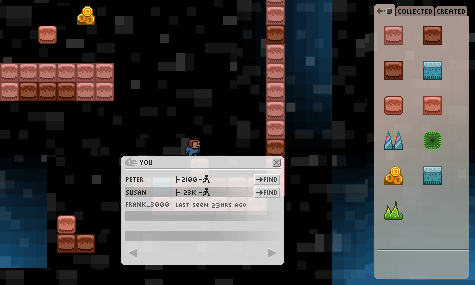 COLLECTED CREATED
YOU
PETER 2100 FIND
SUSAN 23K FIND
FRANK_3000 LAST SEEN 23HRS AGO